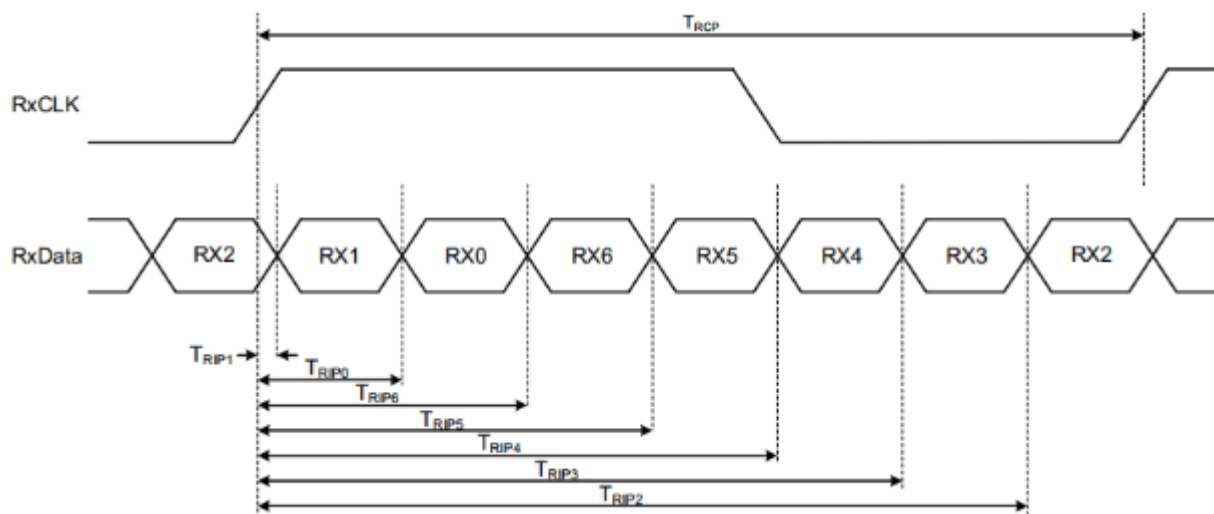 TRCP
RxCLK
RxData RX2 RX1 RX0 RX6 RX5 RX4 RX3 RX2
TRIP1
TRIP0
TRIP6
TRIP5
TRIP4
TRIP3
TRIP2